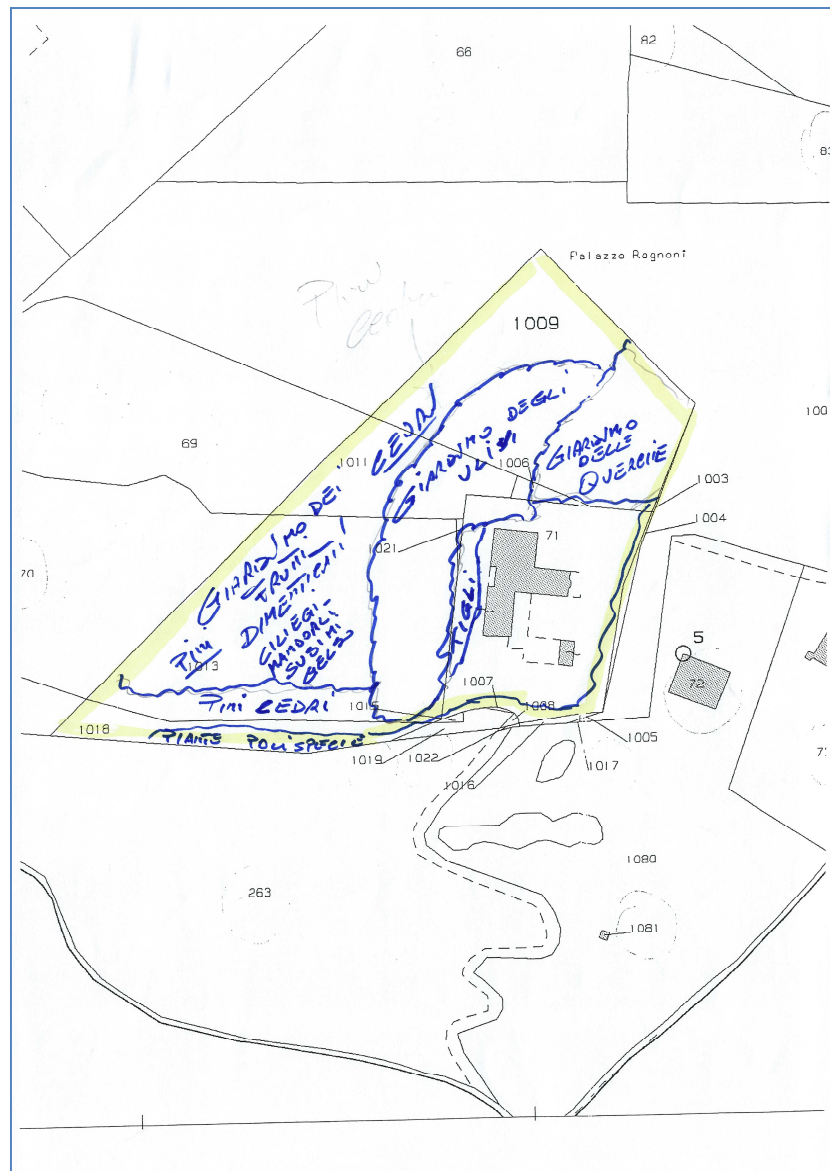 66
82
83
Palazzo Ragnoni
1009
69
1011
GIARDINO DEI CEDRI
GIARDINO DEGLI
ULIVI
1006
GIARDINO
DELLE
QUERCIE
100
1003
1004
1021
71
70
FRUTTI
DIMENTICATI
CILIEGI-
MANDORLI
SUSINI
GELSO
PINI
TIGLI
5
72
1013
PINI CEDRI
1015
1007
1008
1018
PIANTE POLISPECIE
1005
1019
1022
1017
1016
1080
263
1081